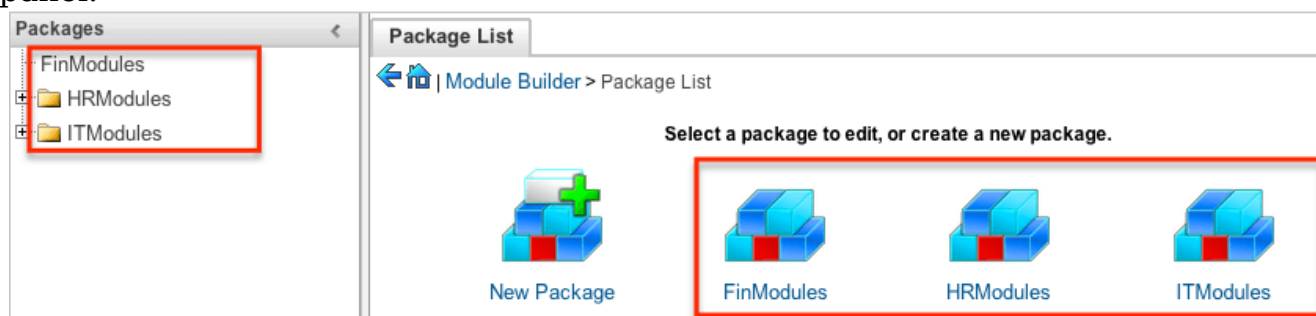 panel.
Packages
FinModules
HRModules
ITModules
Package List
| Module Builder > Package List
Select a package to edit, or create a new package.
New Package
FinModules
HRModules
ITModules